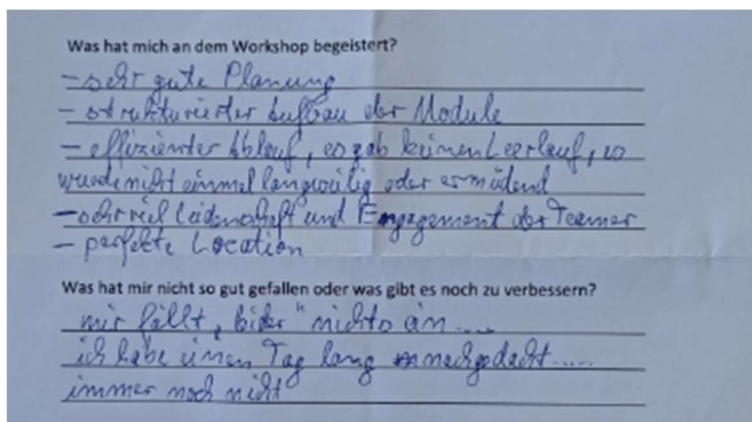 Was hat mich an dem Workshop begeistert?
- sehr gute Planung
- strukturierter Aufbau der Module
- effizienter Ablauf, es gab keinen Leerlauf, es
wurde nicht einmal langweilig oder ermüdend
- sehr viel Leidenschaft und Engagement der Teamer
- perfekte Location
Was hat mir nicht so gut gefallen oder was gibt es noch zu verbessern?
mir fällt "leider" nichts ein....
ich habe einen Tag lang nachgedacht.....
immer noch nicht